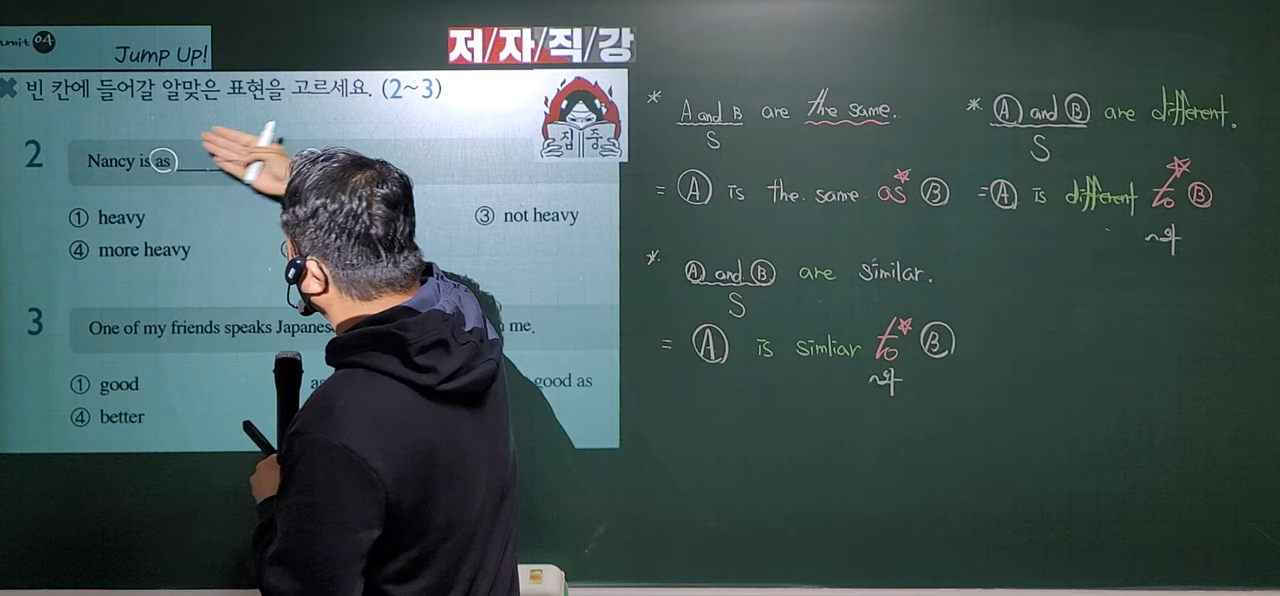 unit 04
Jump Up!
저/자/직/강
빈 칸에 들어갈 알맞은 표현을 고르세요. (2~3)
집중
2
Nancy is as
① heavy
③ not heavy
④ more heavy
3
One of my friends speaks Japanes
me.
① good
as
good as
④ better
* A and B are the same.
S
= Ⓐ is the same as Ⓑ
* Ⓐ and Ⓑ are different.
S
= Ⓐ is different to Ⓑ
~와
* Ⓐ and Ⓑ are similar.
S
= Ⓐ is simliar to Ⓑ
~와